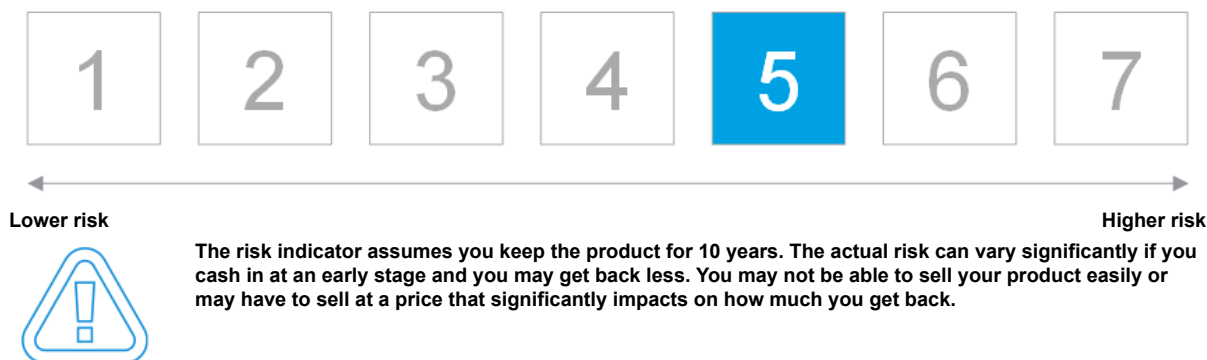 1 2 3 4 5 6 7
Lower risk Higher risk
The risk indicator assumes you keep the product for 10 years. The actual risk can vary significantly if you
cash in at an early stage and you may get back less. You may not be able to sell your product easily or
may have to sell at a price that significantly impacts on how much you get back.